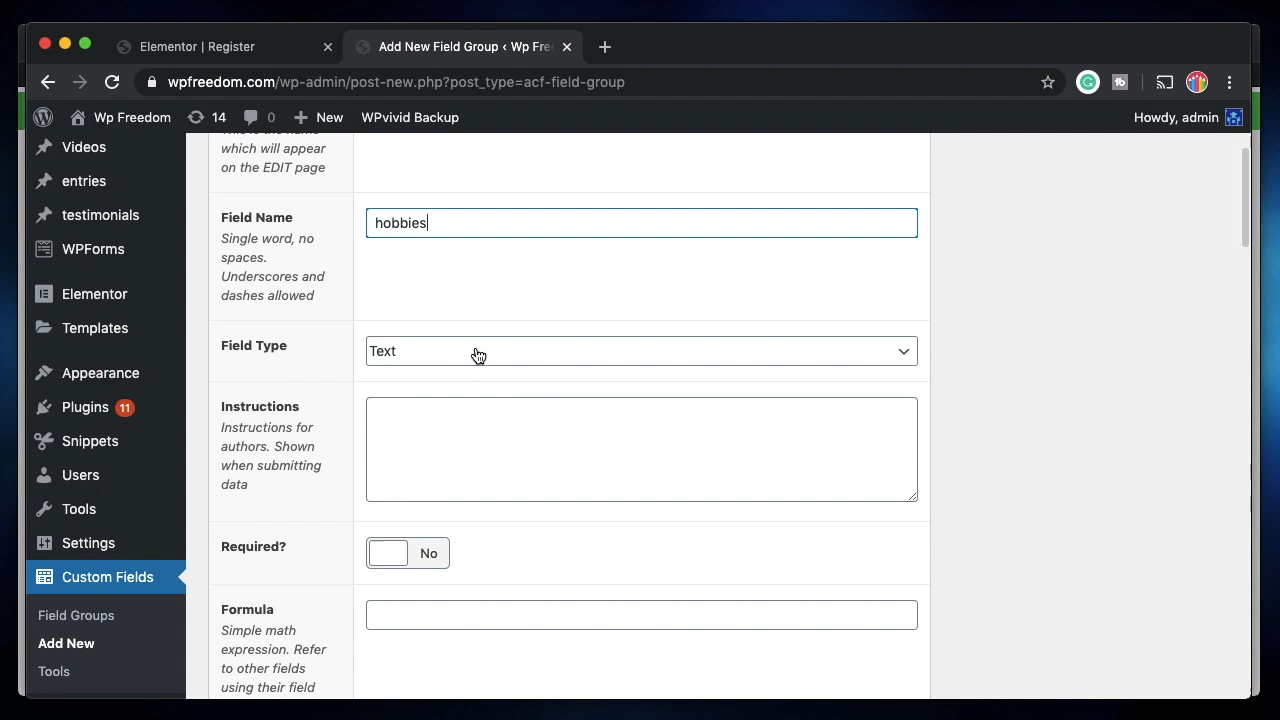 Elementor | Register
Add New Field Group ‹ Wp Fre
wpfreedom.com/wp-admin/post-new.php?post_type=acf-field-group
Wp Freedom
14
0
New
WPvivid Backup
Howdy, admin
Videos
entries
testimonials
WPForms
Elementor
Templates
Appearance
Plugins 11
Snippets
Users
Tools
Settings
Custom Fields
Field Groups
Add New
Tools
which will appear
on the EDIT page
Field Name
Single word, no
spaces.
Underscores and
dashes allowed
hobbies
Field Type
Text
Instructions
Instructions for
authors. Shown
when submitting
data
Required?
No
Formula
Simple math
expression. Refer
to other fields
using their field